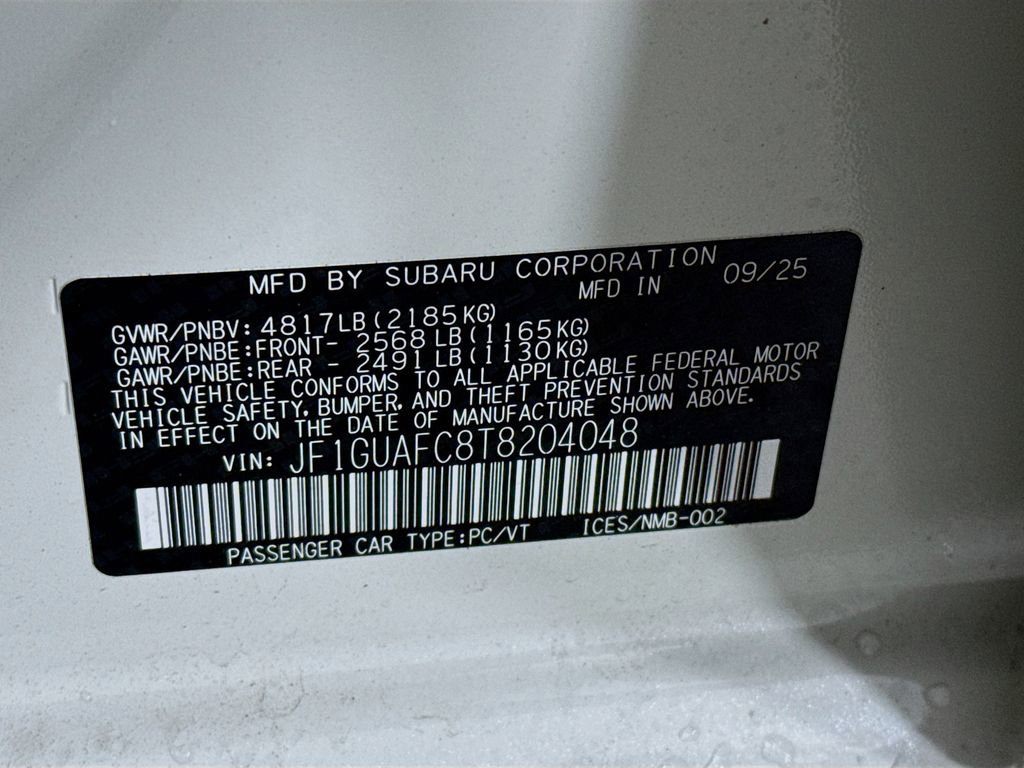 MFD BY SUBARU CORPORATION
MFD IN 09/25
GVWR/PNBV: 4817LB(2185KG)
GAWR/PNBE:FRONT- 2568LB(1165KG)
GAWR/PNBE:REAR - 2491LB(1130KG)
THIS VEHICLE CONFORMS TO ALL APPLICABLE FEDERAL MOTOR
VEHICLE SAFETY, BUMPER, AND THEFT PREVENTION STANDARDS
IN EFFECT ON THE DATE OF MANUFACTURE SHOWN ABOVE.
VIN: JF1GUAFC8T8204048
PASSENGER CAR TYPE:PC/VT ICES/NMB-002